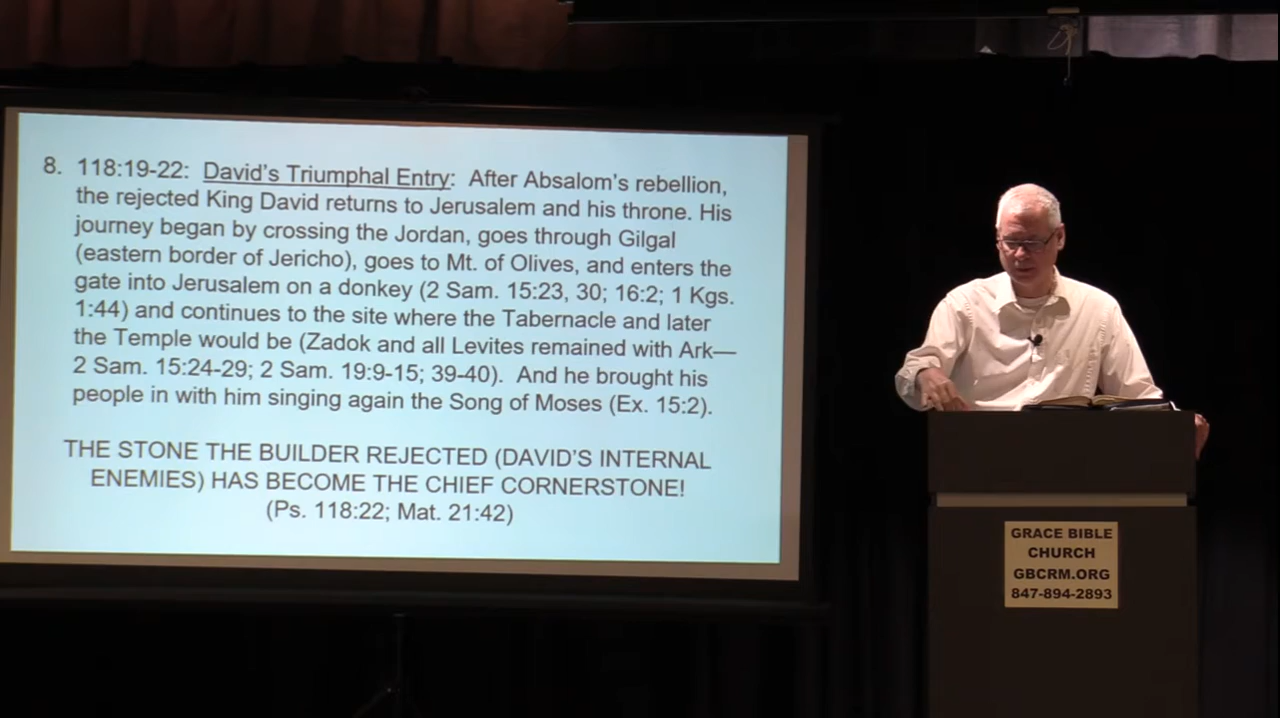 8. 118:19-22: David's Triumphal Entry: After Absalom's rebellion,
the rejected King David returns to Jerusalem and his throne. His
journey began by crossing the Jordan, goes through Gilgal
(eastern border of Jericho), goes to Mt. of Olives, and enters the
gate into Jerusalem on a donkey (2 Sam. 15:23, 30; 16:2; 1 Kgs.
1:44) and continues to the site where the Tabernacle and later
the Temple would be (Zadok and all Levites remained with Ark—
2 Sam. 15:24-29; 2 Sam. 19:9-15; 39-40). And he brought his
people in with him singing again the Song of Moses (Ex. 15:2).
THE STONE THE BUILDER REJECTED (DAVID'S INTERNAL
ENEMIES) HAS BECOME THE CHIEF CORNERSTONE!
(Ps. 118:22; Mat. 21:42)
GRACE BIBLE
CHURCH
GBCRM.ORG
847-894-2893